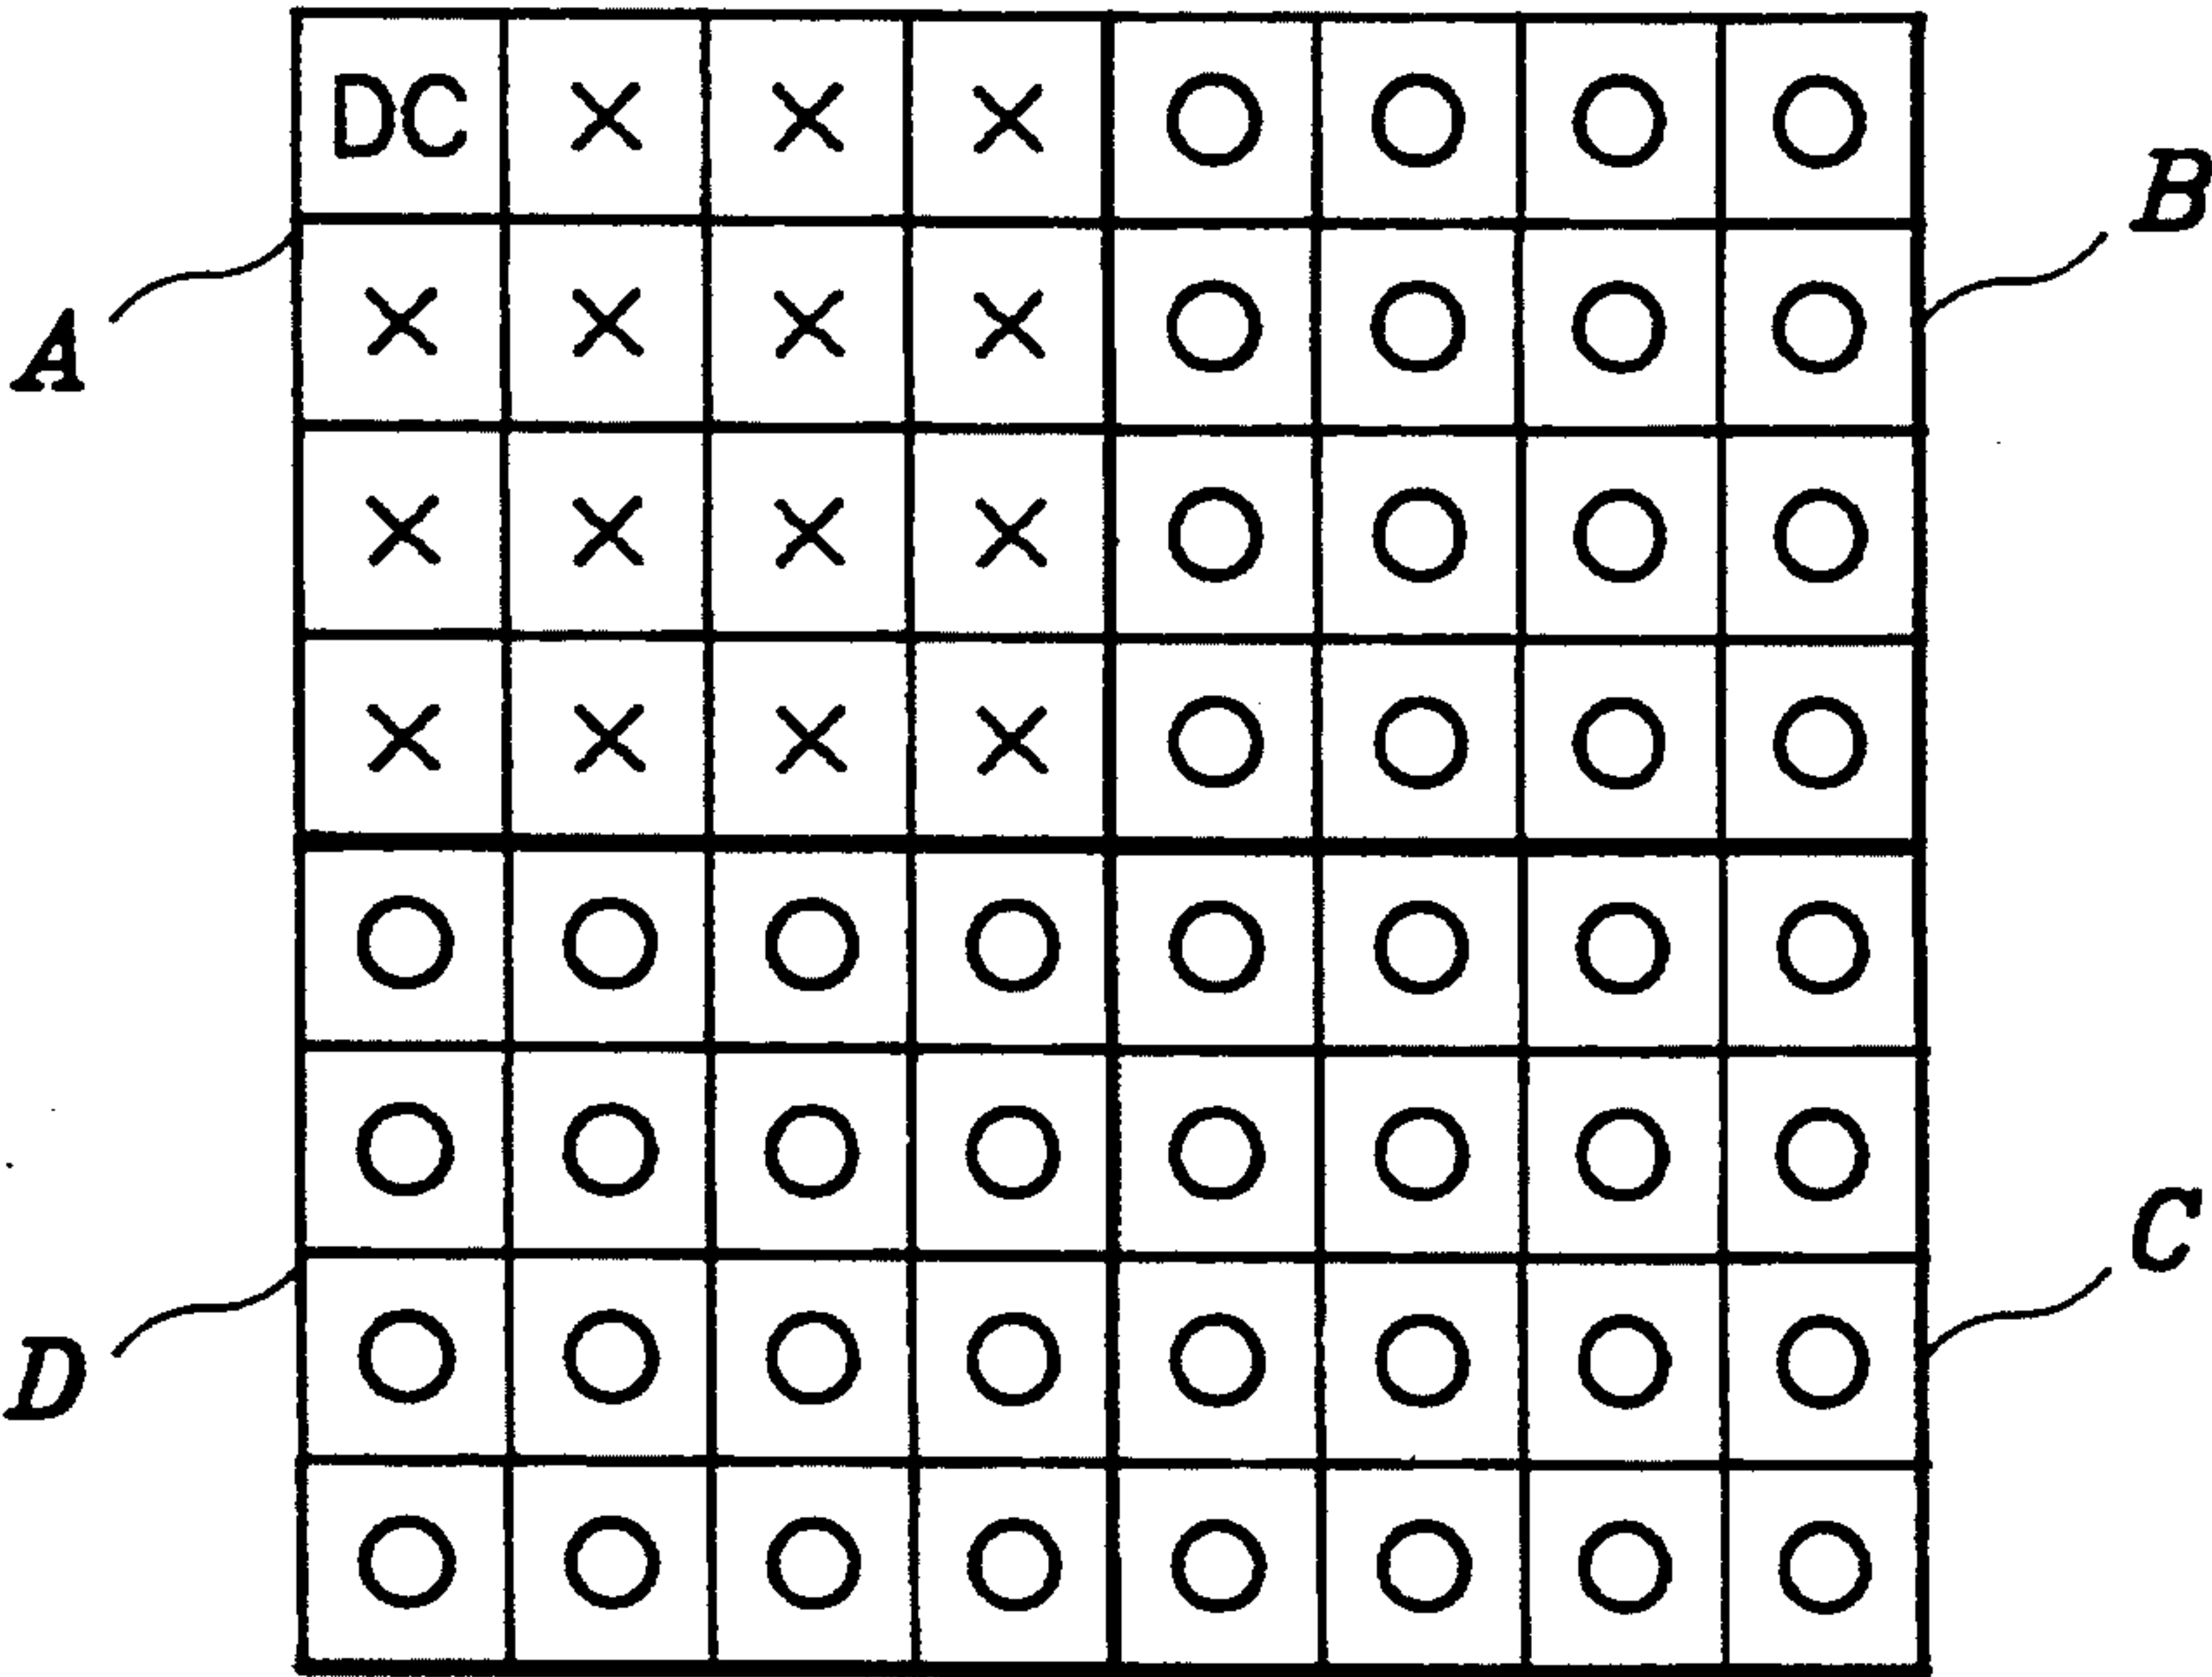 DC × × × ○ ○ ○ ○
B
× × × × ○ ○ ○ ○
A
× × × × ○ ○ ○ ○
× × × × ○ ○ ○ ○
○ ○ ○ ○ ○ ○ ○ ○
○ ○ ○ ○ ○ ○ ○ ○
C
○ ○ ○ ○ ○ ○ ○ ○
D
○ ○ ○ ○ ○ ○ ○ ○